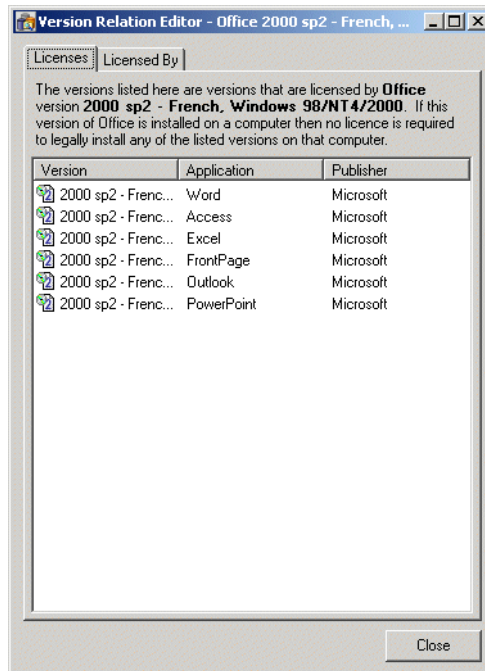 Version Relation Editor - Office 2000 sp2 - French, ...
Licenses Licensed By
The versions listed here are versions that are licensed by Office
version 2000 sp2 - French, Windows 98/NT4/2000. If this
version of Office is installed on a computer then no licence is required
to legally install any of the listed versions on that computer.
Version Application Publisher
2000 sp2 - Frenc... Word Microsoft
2000 sp2 - Frenc... Access Microsoft
2000 sp2 - Frenc... Excel Microsoft
2000 sp2 - Frenc... FrontPage Microsoft
2000 sp2 - Frenc... Outlook Microsoft
2000 sp2 - Frenc... PowerPoint Microsoft
Close